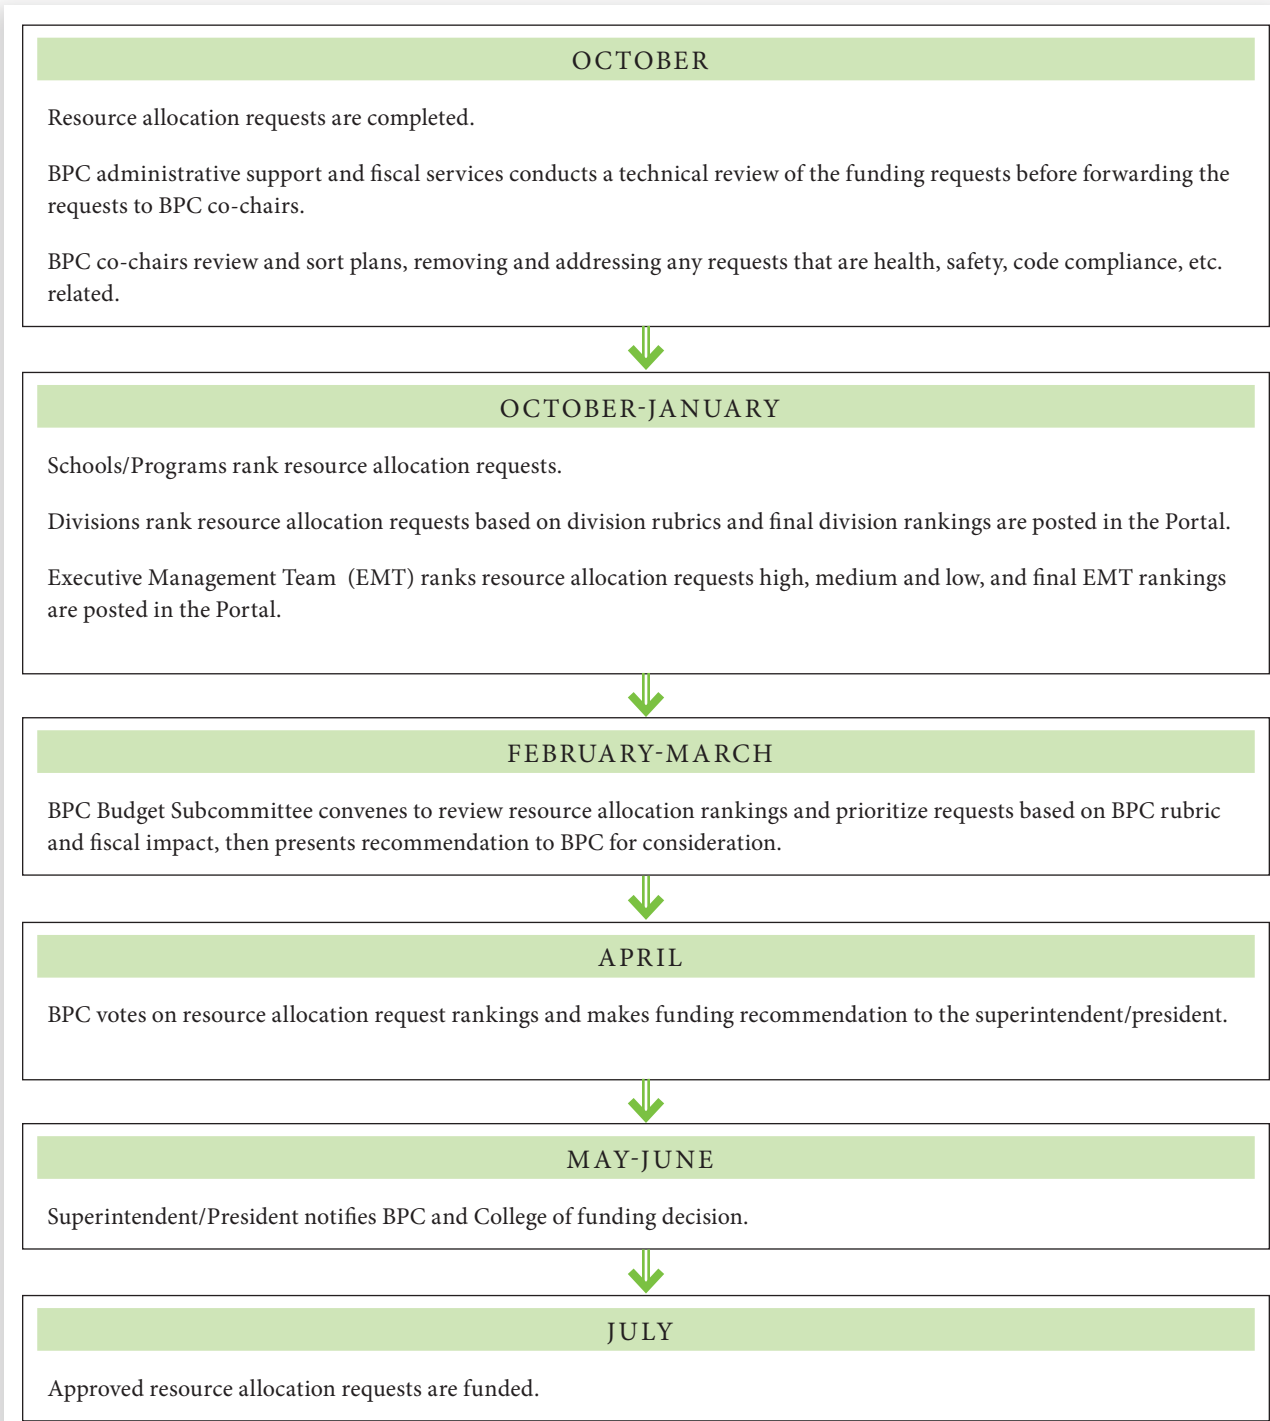 OCTOBER
Resource allocation requests are completed.
BPC administrative support and fiscal services conducts a technical review of the funding requests before forwarding the
requests to BPC co-chairs.
BPC co-chairs review and sort plans, removing and addressing any requests that are health, safety, code compliance, etc.
related.
OCTOBER-JANUARY
Schools/Programs rank resource allocation requests.
Divisions rank resource allocation requests based on division rubrics and final division rankings are posted in the Portal.
Executive Management Team (EMT) ranks resource allocation requests high, medium and low, and final EMT rankings
are posted in the Portal.
FEBRUARY-MARCH
BPC Budget Subcommittee convenes to review resource allocation rankings and prioritize requests based on BPC rubric
and fiscal impact, then presents recommendation to BPC for consideration.
APRIL
BPC votes on resource allocation request rankings and makes funding recommendation to the superintendent/president.
MAY-JUNE
Superintendent/President notifies BPC and College of funding decision.
JULY
Approved resource allocation requests are funded.